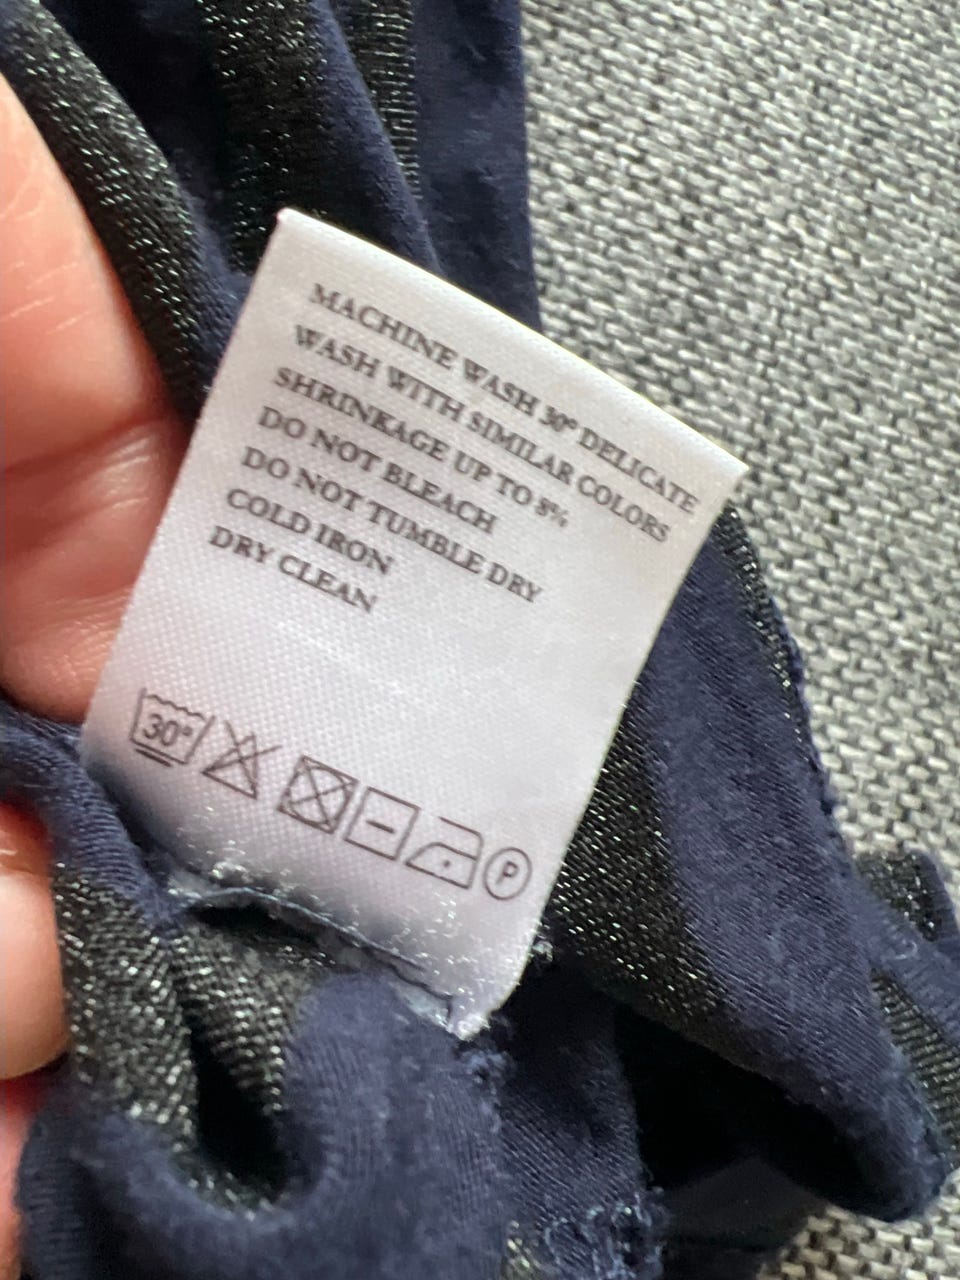 MACHINE WASH 30° DELICATE
WASH WITH SIMILAR COLORS
SHRINKAGE UP TO 8%
DO NOT BLEACH
DO NOT TUMBLE DRY
COLD IRON
DRY CLEAN
30° P